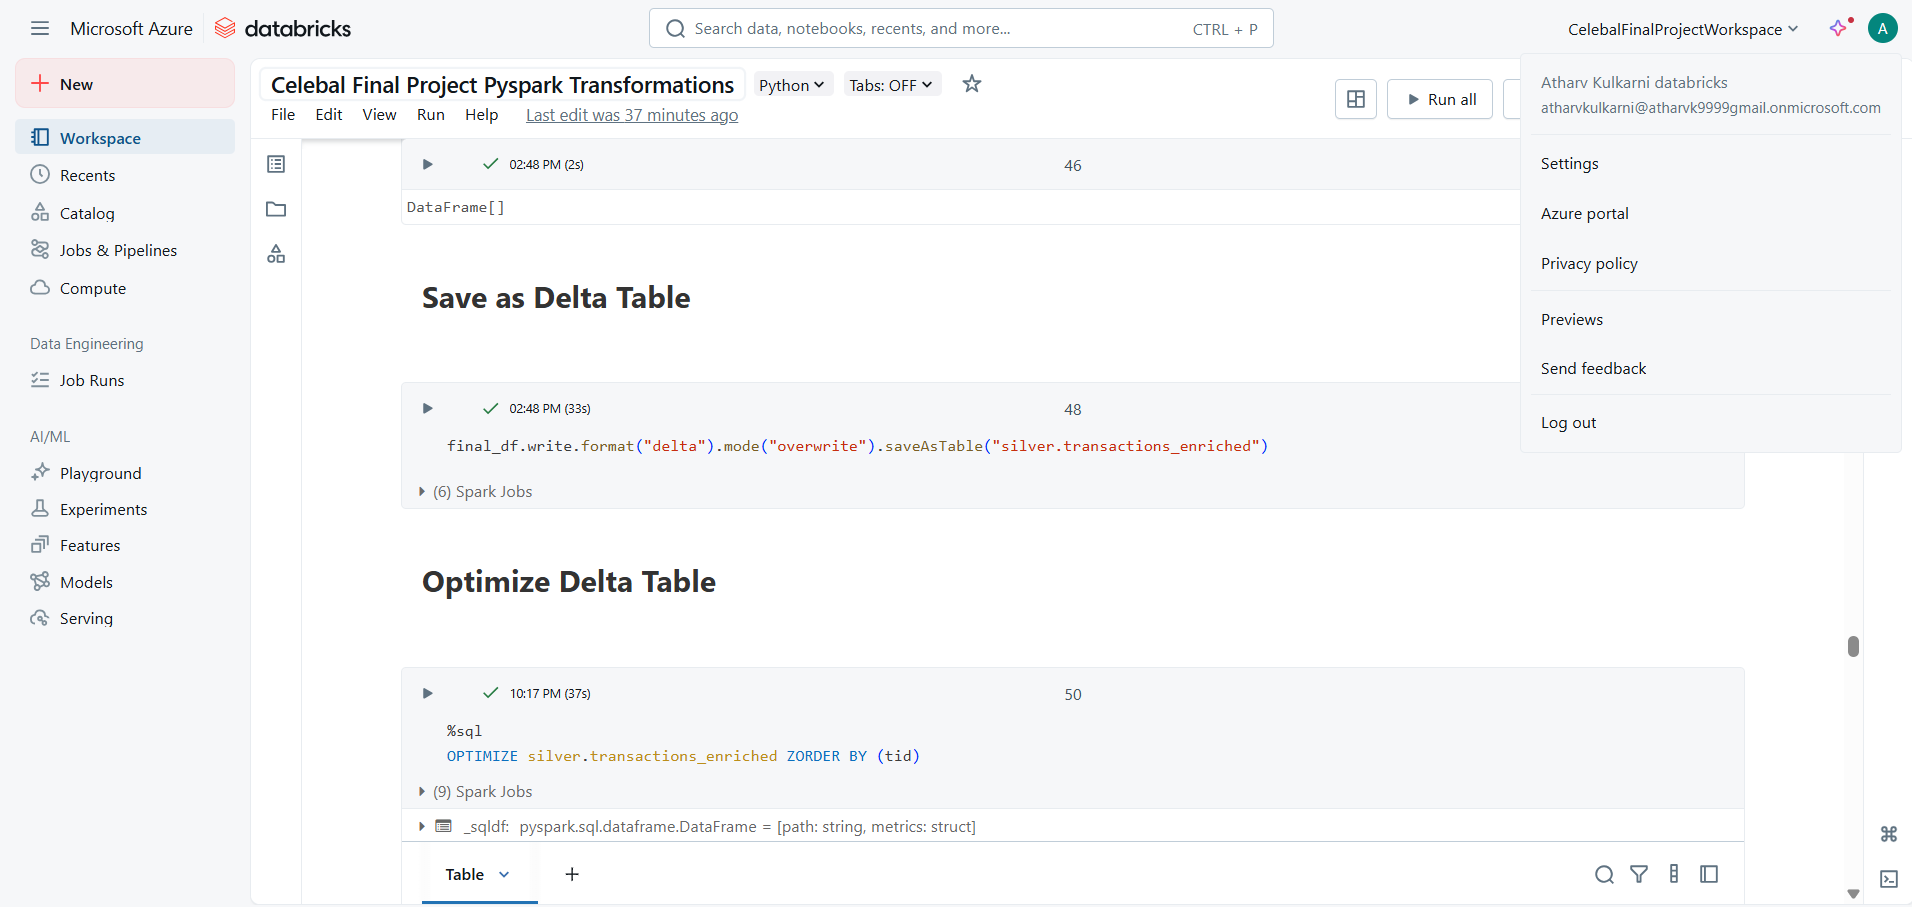 Microsoft Azure databricks
Search data, notebooks, recents, and more... CTRL + P
CelebalFinalProjectWorkspace
A
New
Workspace
Recents
Catalog
Jobs & Pipelines
Compute
Data Engineering
Job Runs
AI/ML
Playground
Experiments
Features
Models
Serving
Celebal Final Project Pyspark Transformations Python Tabs: OFF
File Edit View Run Help Last edit was 37 minutes ago
Run all
Atharv Kulkarni databricks
atharvkulkarni@atharvk9999gmail.onmicrosoft.com
Settings
Azure portal
Privacy policy
Previews
Send feedback
Log out
02:48 PM (2s) 46
DataFrame[]
Save as Delta Table
02:48 PM (33s) 48
final_df.write.format("delta").mode("overwrite").saveAsTable("silver.transactions_enriched")
(6) Spark Jobs
Optimize Delta Table
10:17 PM (37s) 50
%sql
OPTIMIZE silver.transactions_enriched ZORDER BY (tid)
(9) Spark Jobs
_sqldf: pyspark.sql.dataframe.DataFrame = [path: string, metrics: struct]
Table +